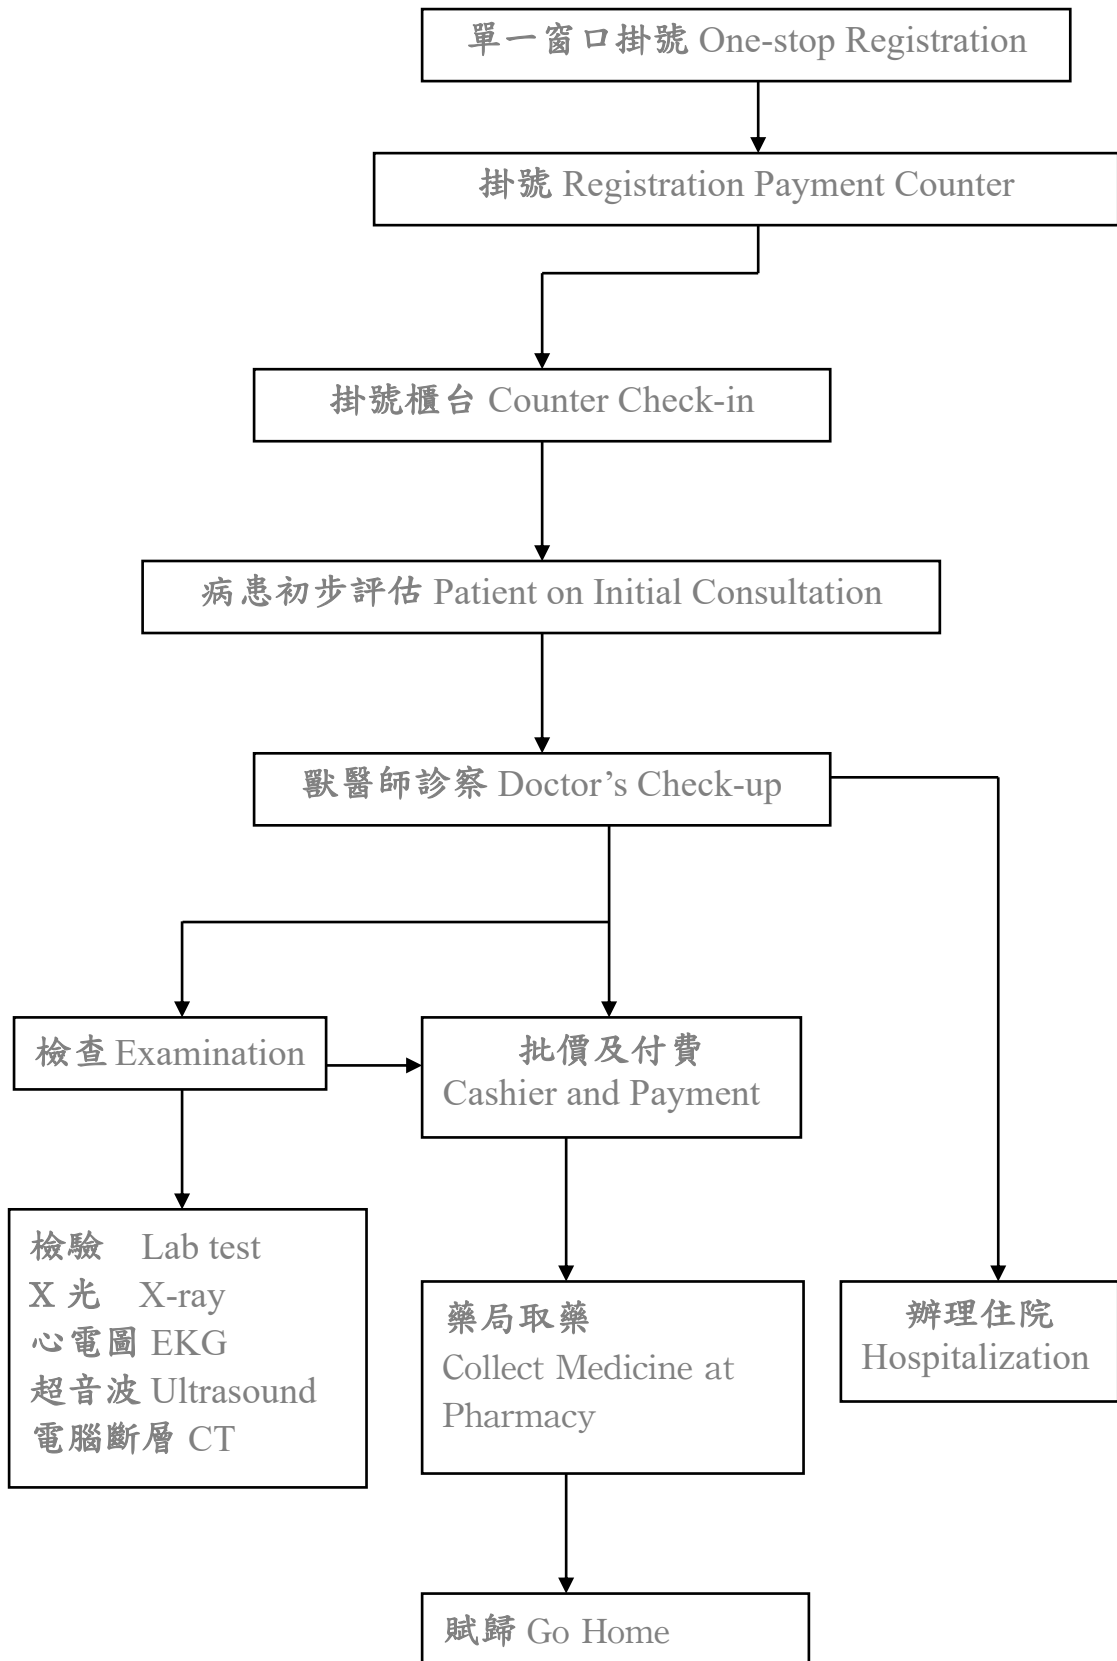 單一窗口掛號 One-stop Registration
掛號 Registration Payment Counter
掛號櫃台 Counter Check-in
病患初步評估 Patient on Initial Consultation
獸醫師診察 Doctor’s Check-up
檢查 Examination
批價及付費
Cashier and Payment
檢驗 Lab test
X 光 X-ray
心電圖 EKG
超音波 Ultrasound
電腦斷層 CT
藥局取藥
Collect Medicine at
Pharmacy
辦理住院
Hospitalization
賦歸 Go Home